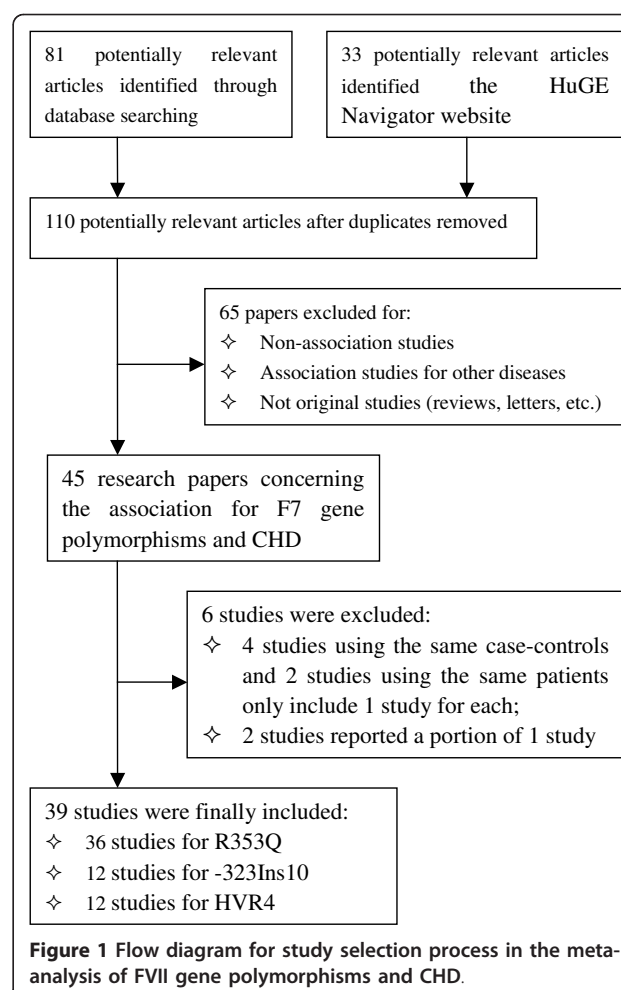 81 potentially relevant
articles identified through
database searching
33 potentially relevant articles
identified the HuGE
Navigator website
110 potentially relevant articles after duplicates removed
65 papers excluded for:
✧ Non-association studies
✧ Association studies for other diseases
✧ Not original studies (reviews, letters, etc.)
45 research papers concerning
the association for F7 gene
polymorphisms and CHD
6 studies were excluded:
✧ 4 studies using the same case-controls
and 2 studies using the same patients
only include 1 study for each;
✧ 2 studies reported a portion of 1 study
39 studies were finally included:
✧ 36 studies for R353Q
✧ 12 studies for -323Ins10
✧ 12 studies for HVR4
Figure 1 Flow diagram for study selection process in the meta-
analysis of FVII gene polymorphisms and CHD.